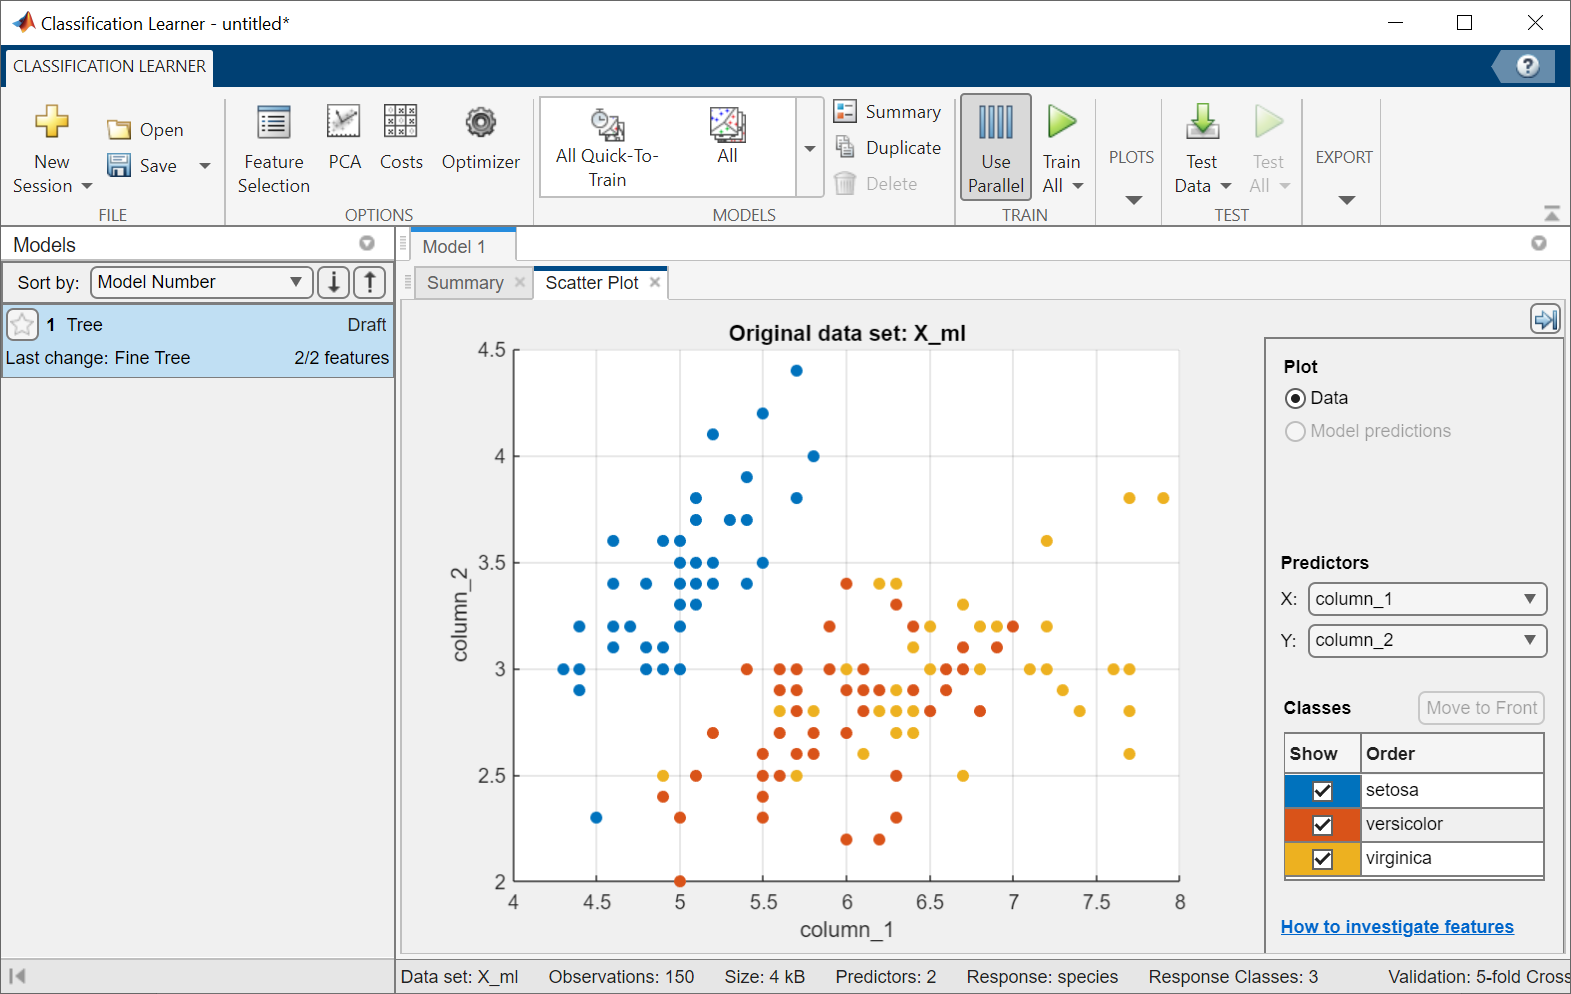 Classification Learner - untitled*
CLASSIFICATION LEARNER
?
New
Session
Open
Save
FILE
Feature
Selection
PCA
Costs
Optimizer
OPTIONS
All Quick-To-
Train
All
Summary
Duplicate
Delete
MODELS
Use
Parallel
Train
All
TRAIN
PLOTS
Test
Data
Test
All
TEST
EXPORT
Models
Sort by:
Model Number
1 Tree
Draft
Last change: Fine Tree
2/2 features
Model 1
Summary
Scatter Plot
Original data set: X_ml
4.5
4
3.5
3
2.5
2
column_2
4 4.5 5 5.5 6 6.5 7 7.5 8
column_1
Plot
Data
Model predictions
Predictors
X: column_1
Y: column_2
Classes
Move to Front
Show Order
setosa
versicolor
virginica
How to investigate features
Data set: X_ml Observations: 150 Size: 4 kB Predictors: 2 Response: species Response Classes: 3 Validation: 5-fold Cross